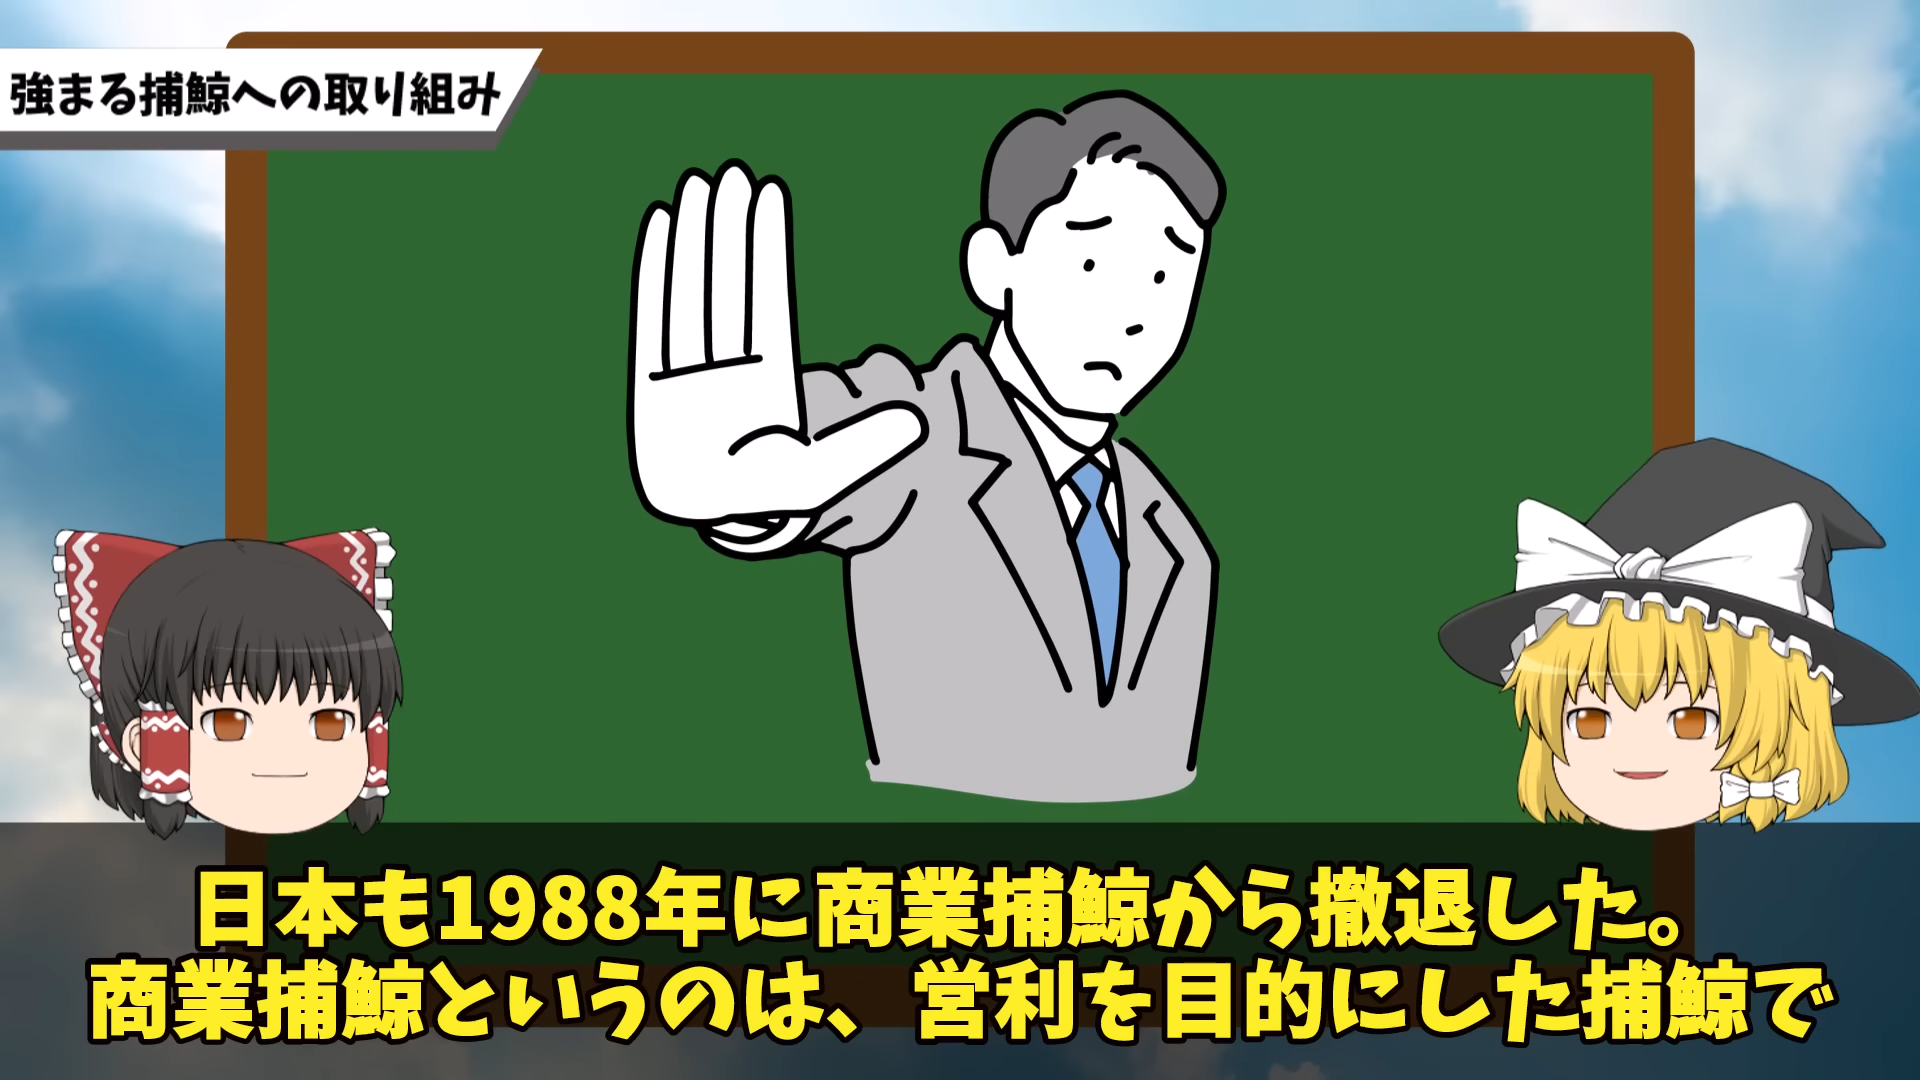 強まる捕鯨への取り組み
日本も1988年に商業捕鯨から撤退した。
商業捕鯨というのは、営利を目的にした捕鯨で